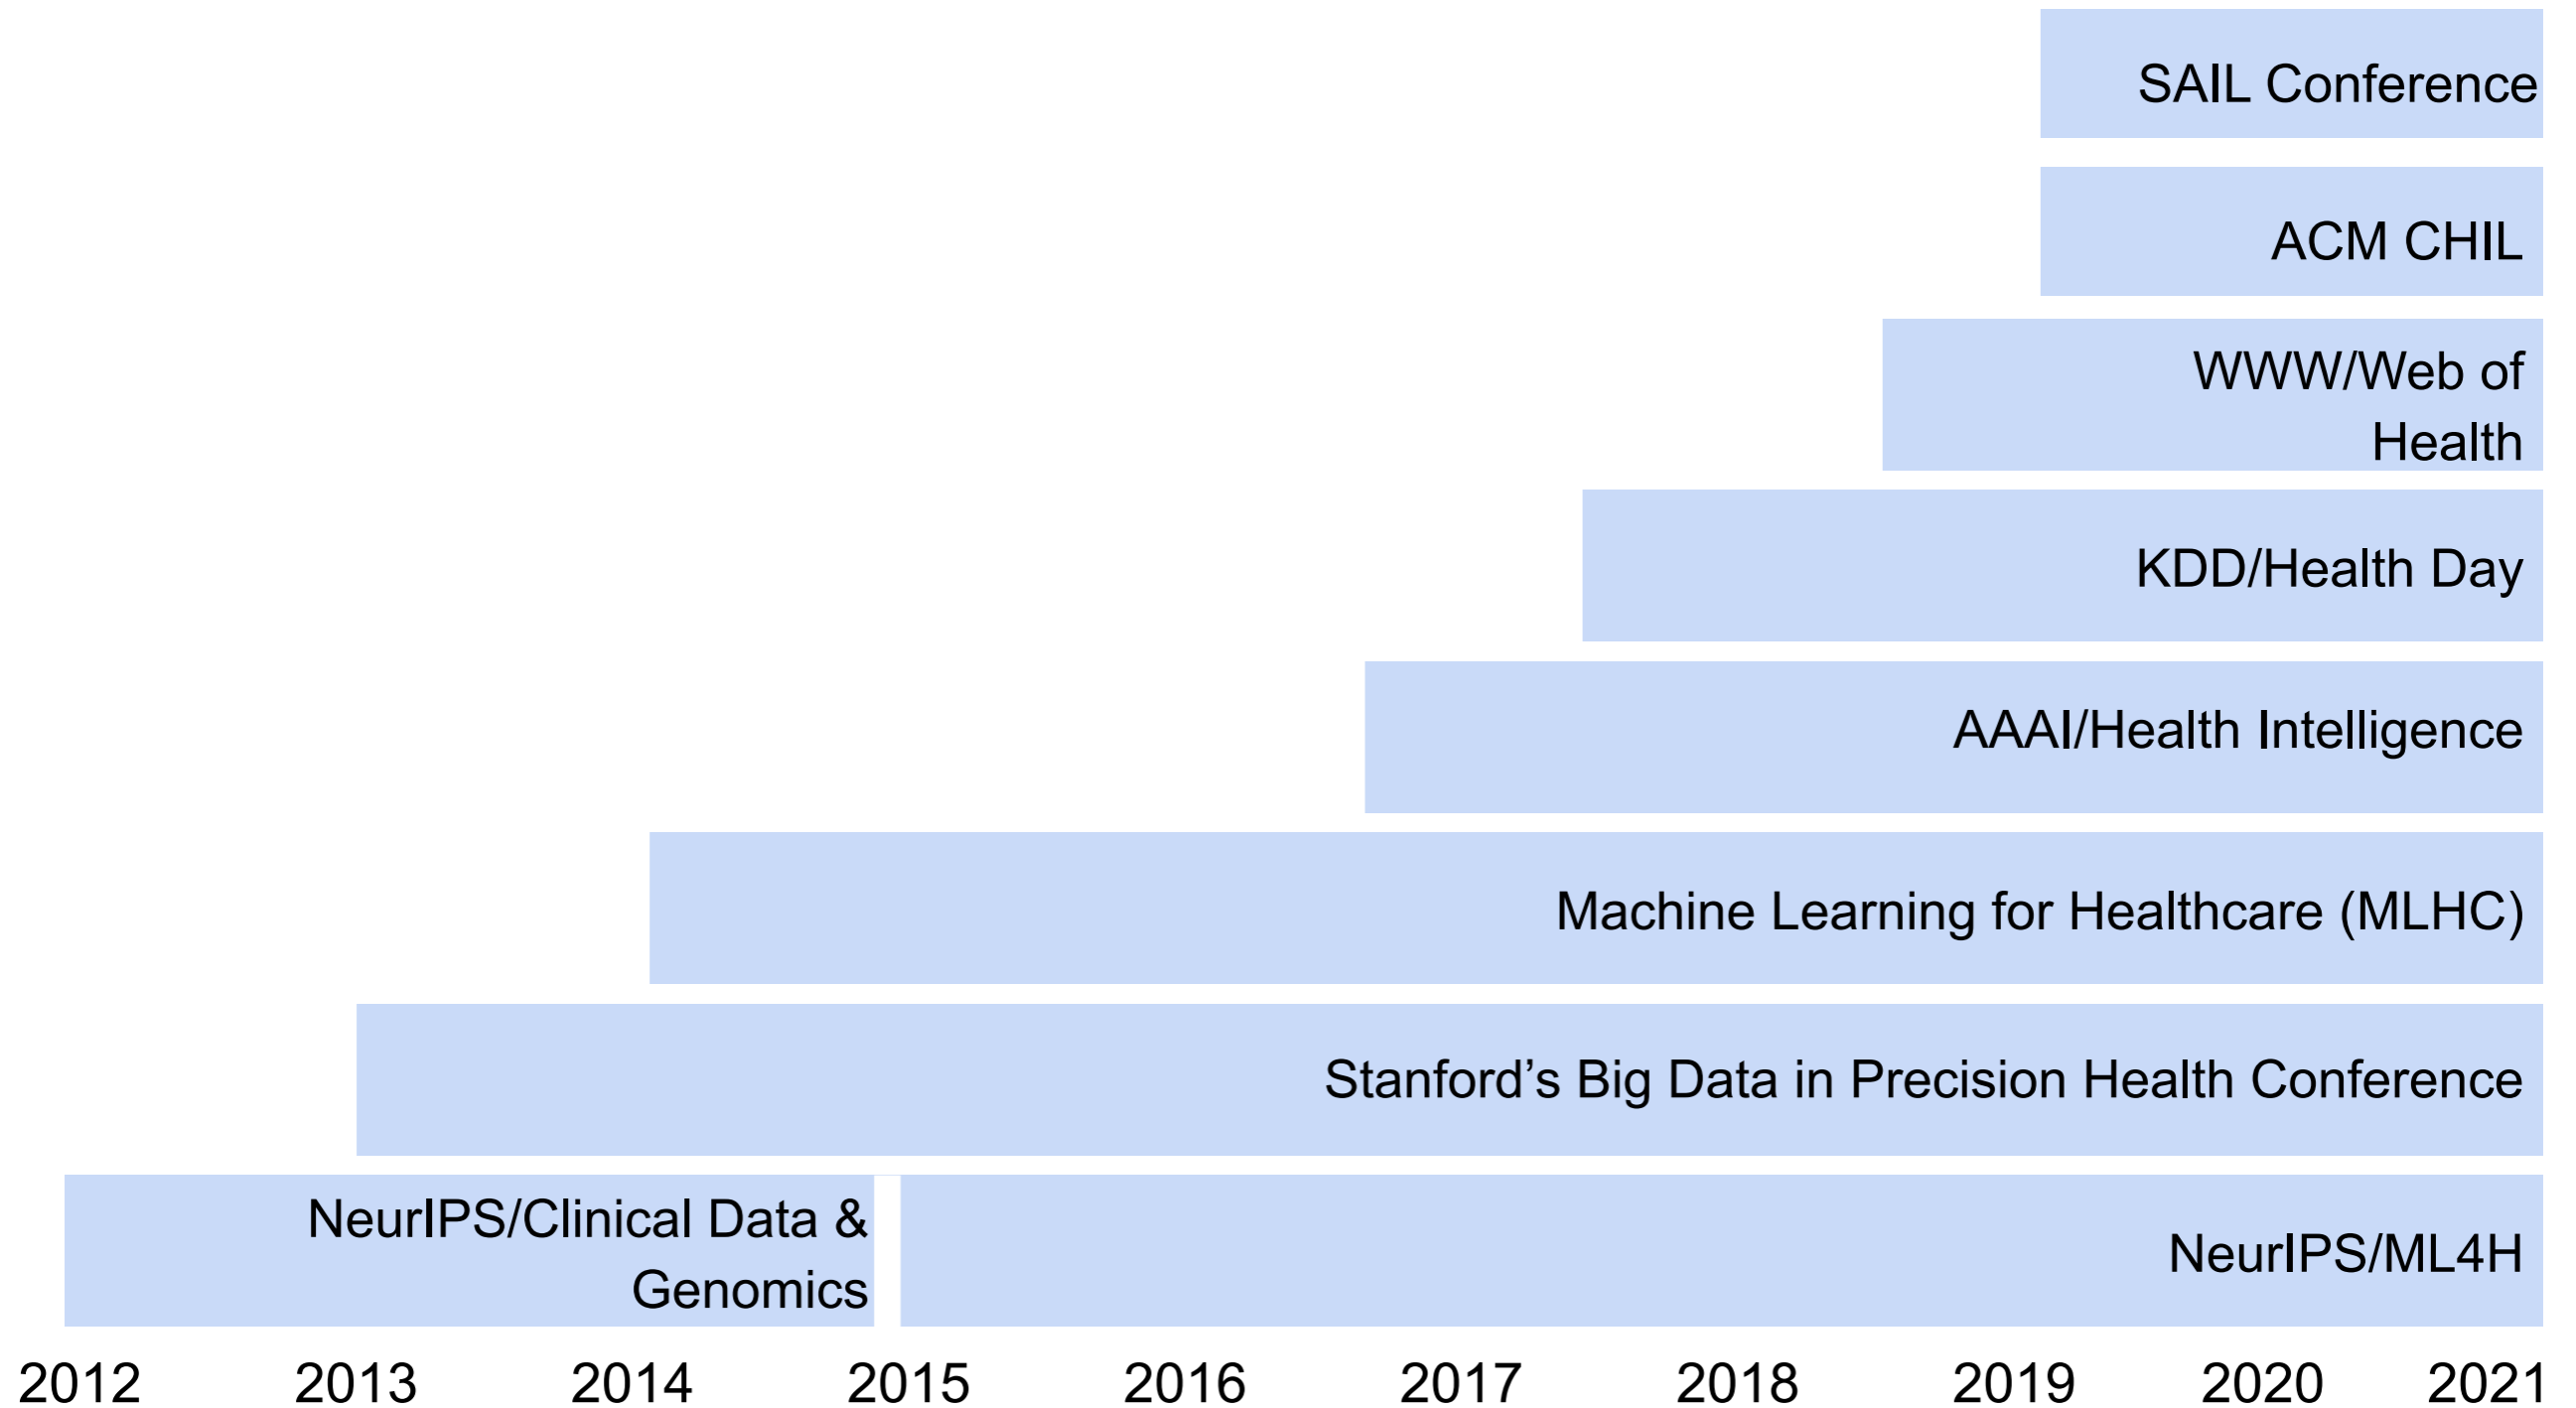 SAIL Conference
ACM CHIL
WWW/Web of
Health
KDD/Health Day
AAAI/Health Intelligence
Machine Learning for Healthcare (MLHC)
Stanford’s Big Data in Precision Health Conference
NeurIPS/Clinical Data &
Genomics
NeurIPS/ML4H
2012 2013 2014 2015 2016 2017 2018 2019 2020 2021